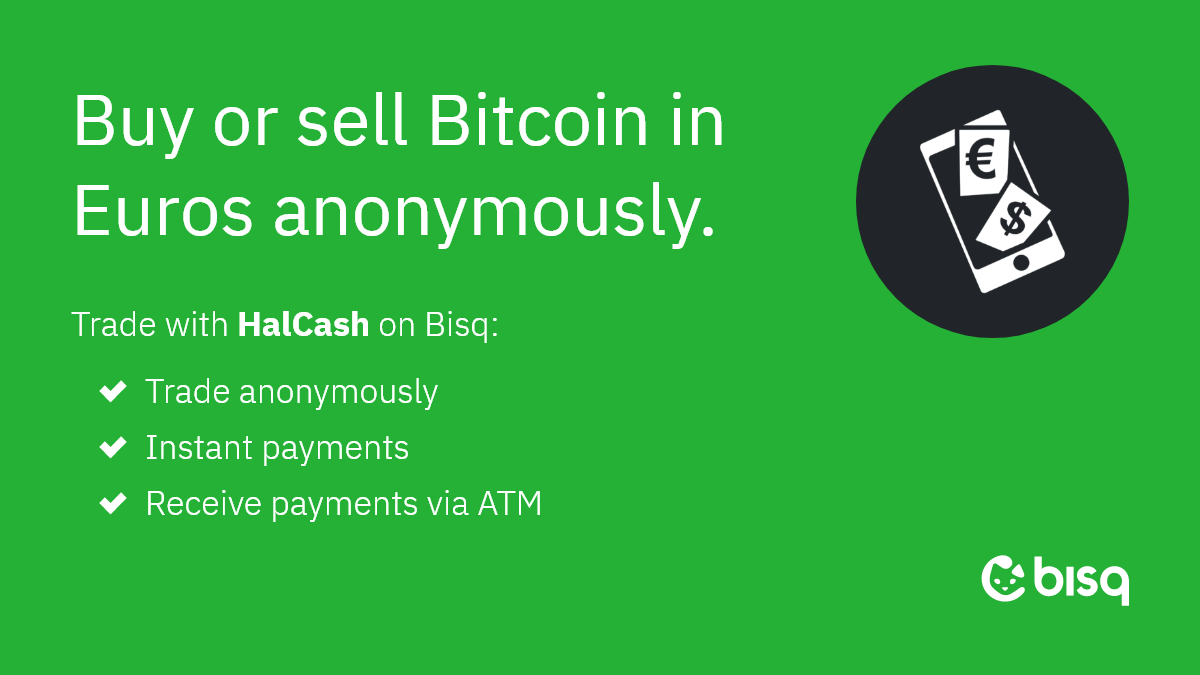 Buy or sell Bitcoin in
Euros anonymously.
€
$
Trade with HalCash on Bisq:
Trade anonymously
Instant payments
Receive payments via ATM
bisq